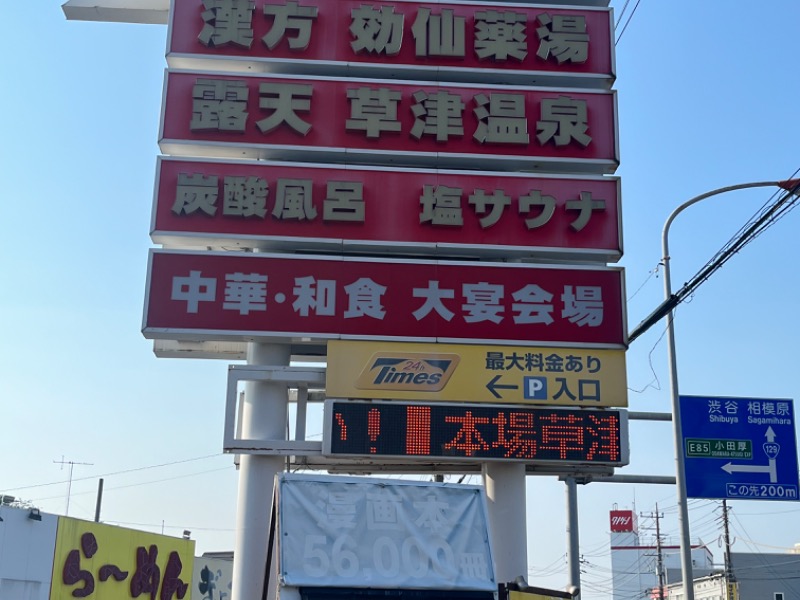 漢方 効仙薬湯
露天 草津温泉
炭酸風呂 塩サウナ
中華・和食 大宴会場
24h Times
最大料金あり
← P 入口
!本場草津
漫画本
56,000冊
らーめん
渋谷 相模原
Shibuya Sagamihara
E85 小田厚
129
この先200m